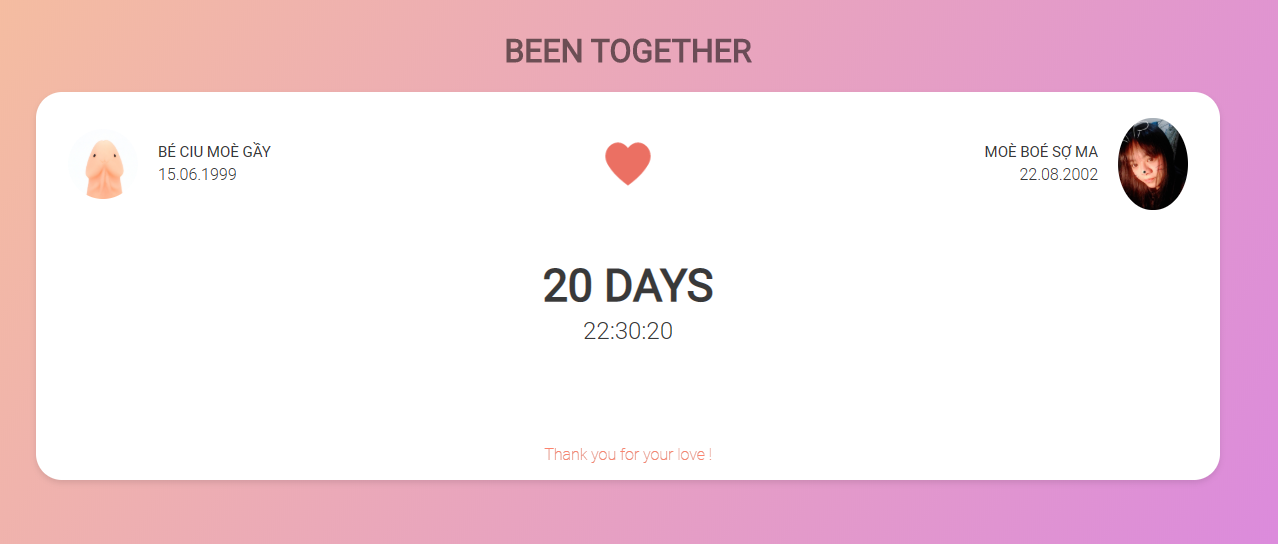 BEEN TOGETHER
BÉ CIU MOÈ GẦY
15.06.1999
MOÈ BOÉ SỢ MA
22.08.2002
20 DAYS
22:30:20
Thank you for your love !